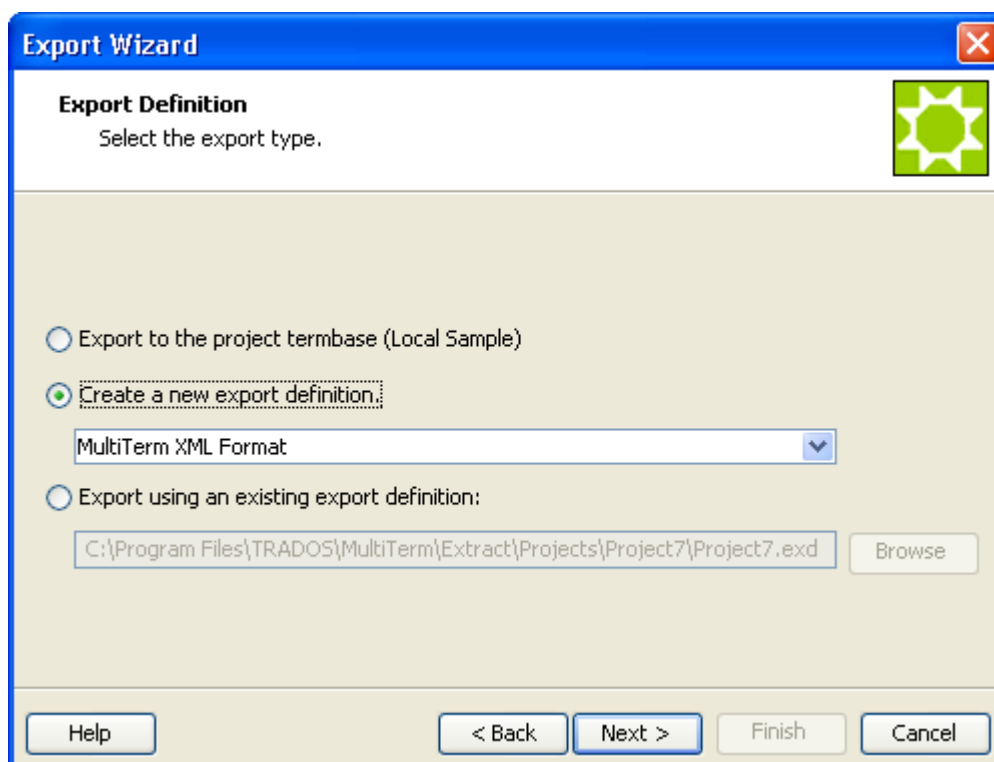 Export Wizard
Export Definition
Select the export type.
Export to the project termbase (Local Sample)
Create a new export definition.
MultiTerm XML Format
Export using an existing export definition:
C:\Program Files\TRADOS\MultiTerm\Extract\Projects\Project7\Project7.exd
Browse
Help
< Back
Next >
Finish
Cancel